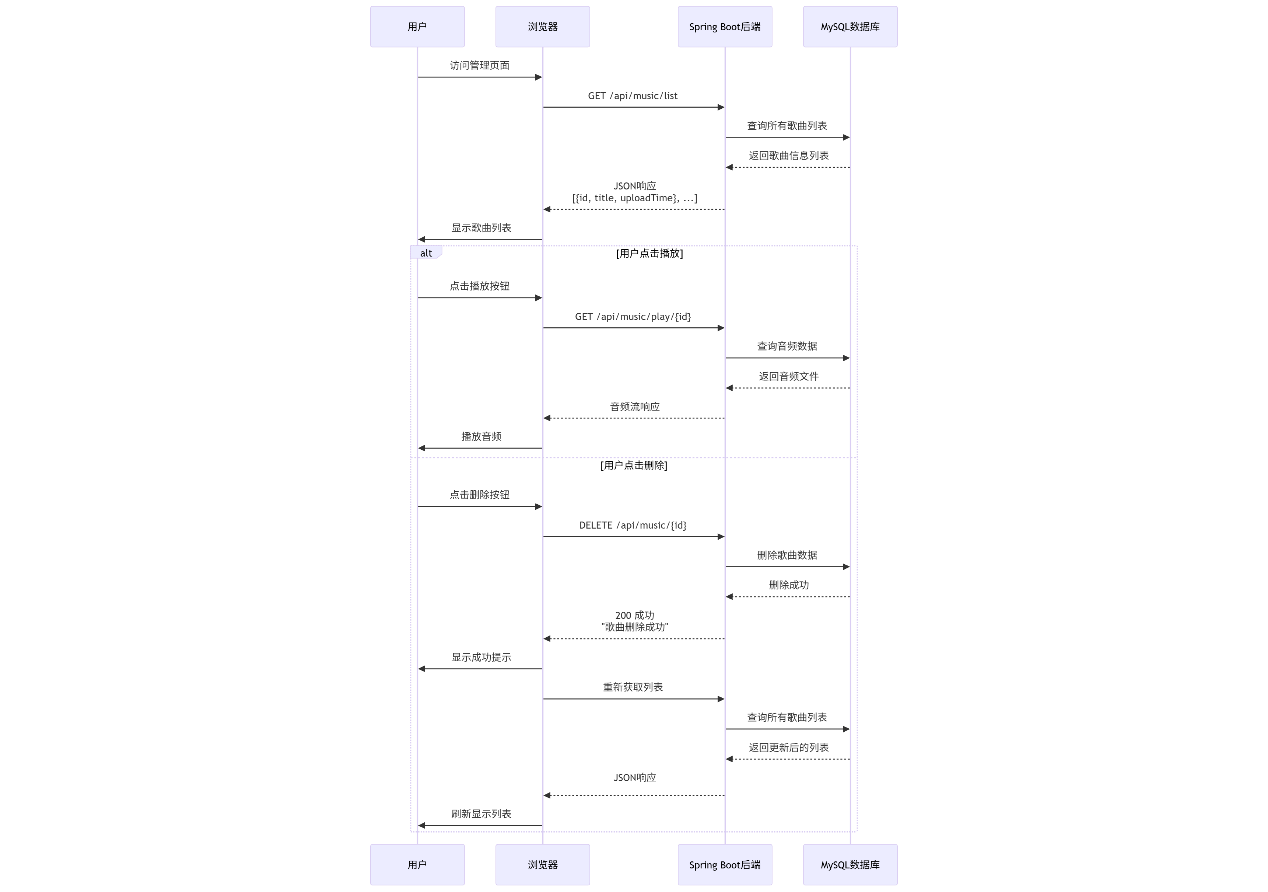 用户
浏览器
Spring Boot后端
MySQL数据库
访问管理页面
GET /api/music/list
查询所有歌曲列表
返回歌曲信息列表
JSON响应
[{id, title, uploadTime}, ...]
显示歌曲列表
alt
[用户点击播放]
点击播放按钮
GET /api/music/play/{id}
查询音频数据
返回音频文件
音频流响应
播放音频
[用户点击删除]
点击删除按钮
DELETE /api/music/{id}
删除歌曲数据
删除成功
200 成功
"歌曲删除成功"
显示成功提示
重新获取列表
查询所有歌曲列表
返回更新后的列表
JSON响应
刷新显示列表
用户
浏览器
Spring Boot后端
MySQL数据库